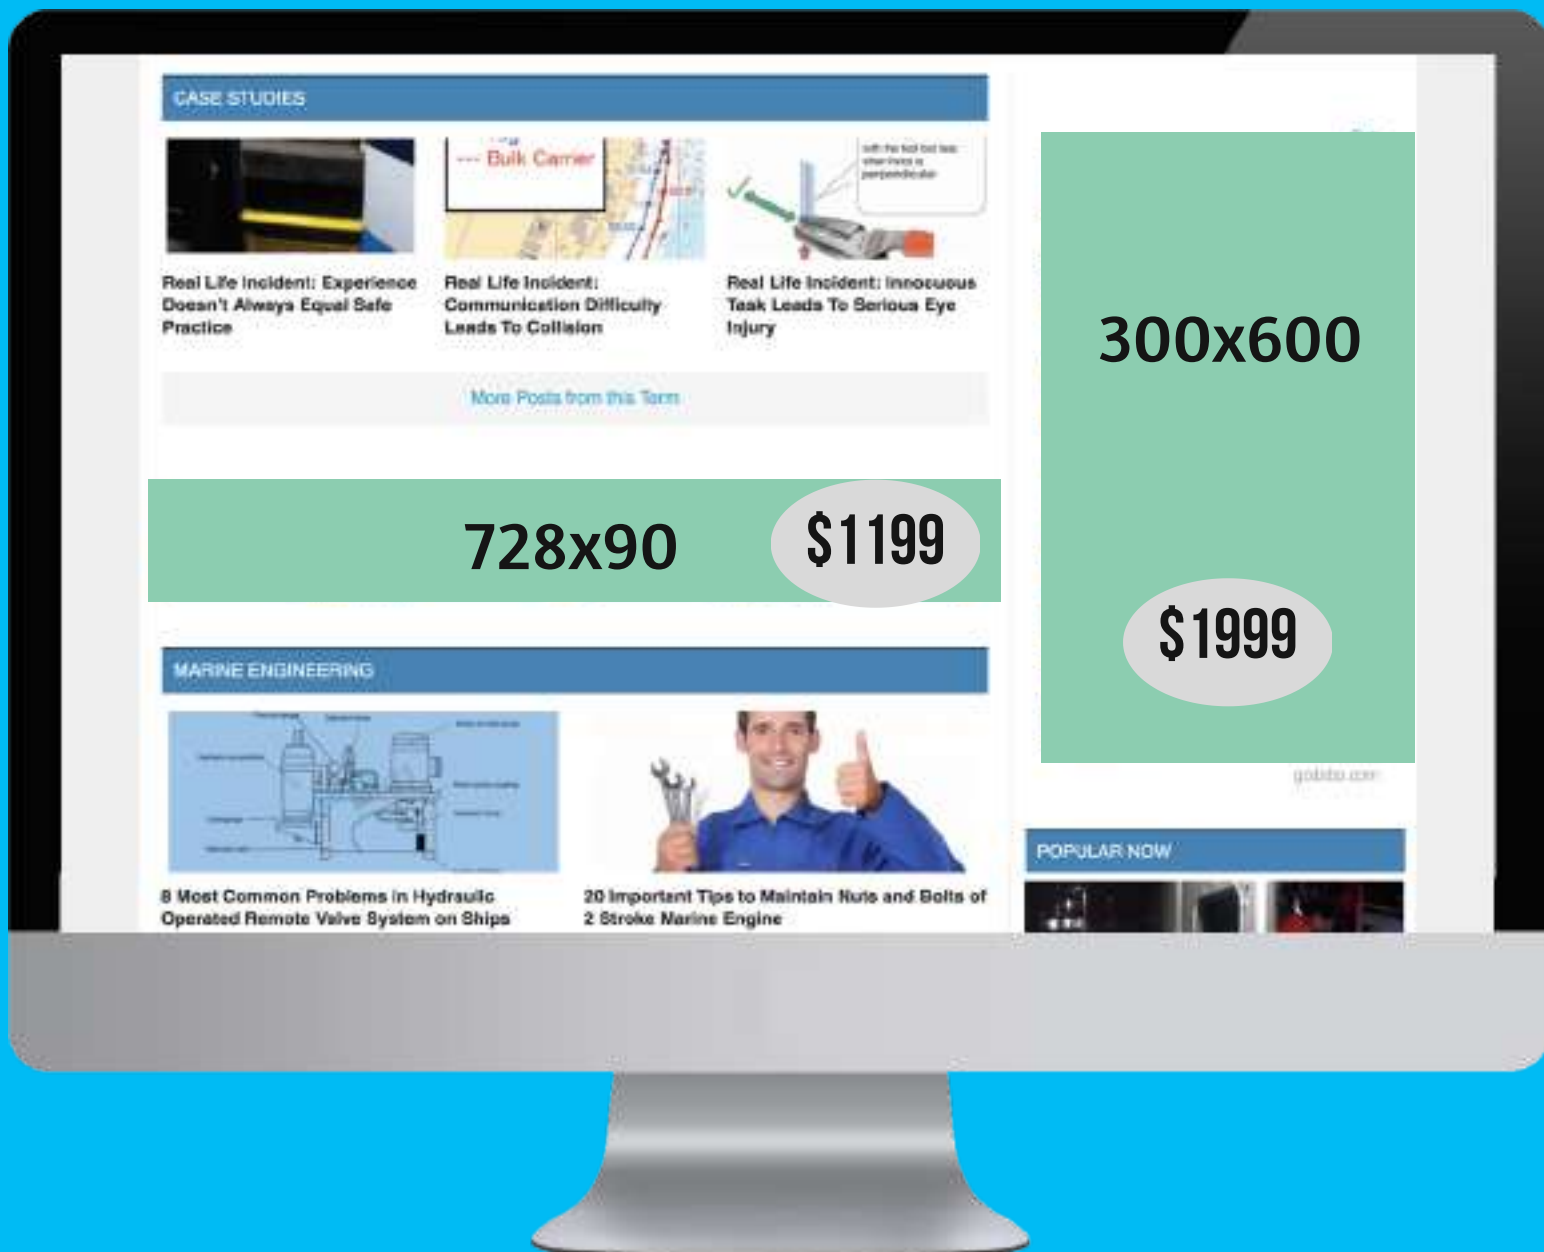 CASE STUDIES
--- Bulk Carrier
perpendicular
Real Life Incident: Experience
Doesn't Always Equal Safe
Practice
Real Life Incident:
Communication Difficulty
Leads To Collision
Real Life Incident: Innocuous
Task Leads To Serious Eye
Injury
More Posts from this Term
728x90
$1199
300x600
$1999
MARINE ENGINEERING
8 Most Common Problems in Hydraulic
Operated Remote Valve System on Ships
20 Important Tips to Maintain Nuts and Bolts of
2 Stroke Marine Engine
POPULAR NOW